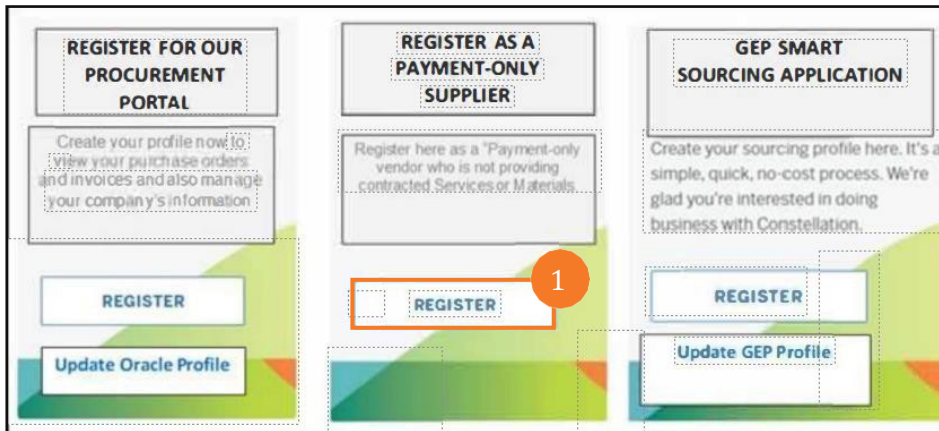 REGISTER FOR OUR
PROCUREMENT
PORTAL
Create your profile now to
view your purchase orders
and invoices and also manage
your company's information
REGISTER
Update Oracle Profile
REGISTER AS A
PAYMENT-ONLY
SUPPLIER
Register here as a "Payment-only
vendor who is not providing
contracted Services or Materials
1
REGISTER
GEP SMART
SOURCING APPLICATION
Create your sourcing profile here. It's a
simple, quick, no-cost process. We're
glad you're interested in doing
business with Constellation.
REGISTER
Update GEP Profile